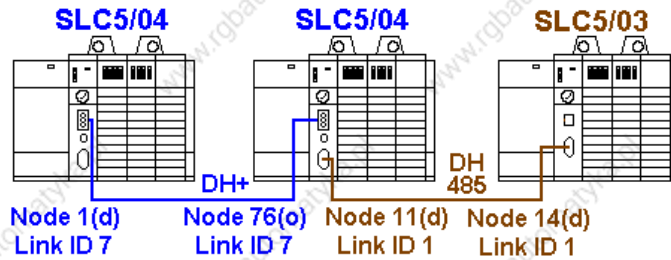 SLC5/04
SLC5/04
SLC5/03
DH+
DH
485
Node 1(d)
Link ID 7
Node 76(o)
Link ID 7
Node 11(d)
Link ID 1
Node 14(d)
Link ID 1